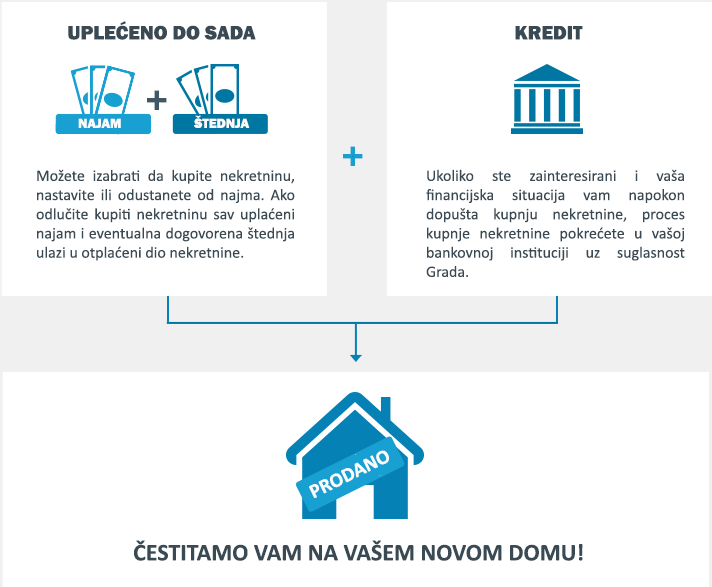 UPLEĆENO DO SADA
NAJAM
ŠTEDNJA
Možete izabrati da kupite nekretninu,
nastavite ili odustanete od najma. Ako
odlučite kupiti nekretninu sav uplaćeni
najam i eventualna dogovorena štednja
ulazi u otplaćeni dio nekretnine.
KREDIT
Ukoliko ste zainteresirani i vaša
financijska situacija vam napokon
dopušta kupnju nekretnine, proces
kupnje nekretnine pokrećete u vašoj
bankovnoj instituciji uz suglasnost
Grada.
PRODANO
ČESTITAMO VAM NA VAŠEM NOVOM DOMU!